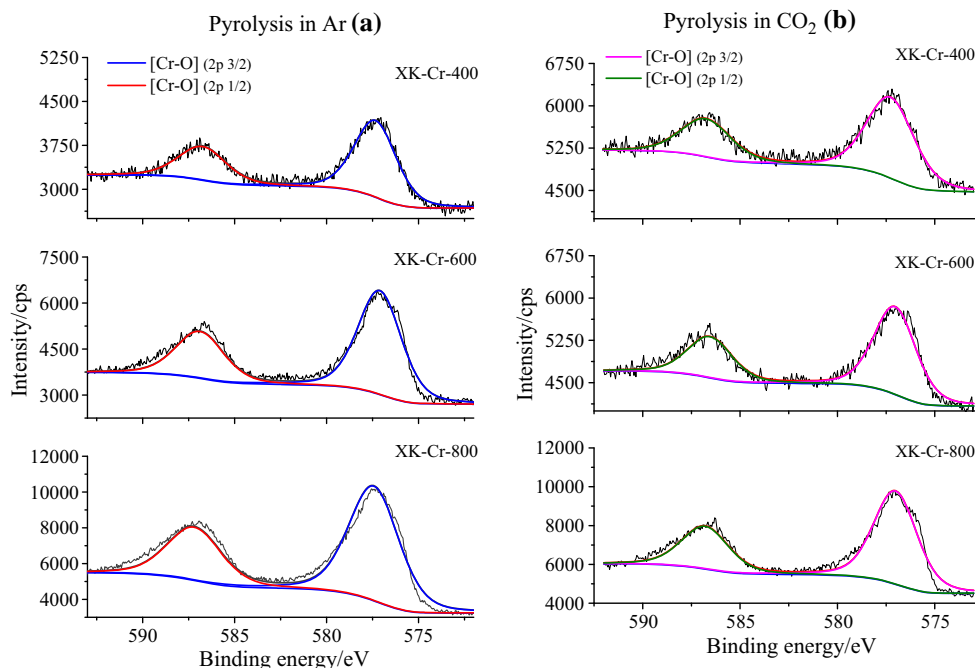 Pyrolysis in Ar (a)
[Cr-O] (2p 3/2)
[Cr-O] (2p 1/2)
XK-Cr-400
5250
4500
3750
3000
XK-Cr-600
7500
6000
4500
3000
XK-Cr-800
12000
10000
8000
6000
4000
590
585
580
575
Intensity/cps
Binding energy/eV
Pyrolysis in CO₂ (b)
[Cr-O] (2p 3/2)
[Cr-O] (2p 1/2)
XK-Cr-400
6750
6000
5250
4500
XK-Cr-600
6750
6000
5250
4500
XK-Cr-800
12000
10000
8000
6000
4000
590
585
580
575
Intensity/cps
Binding energy/eV